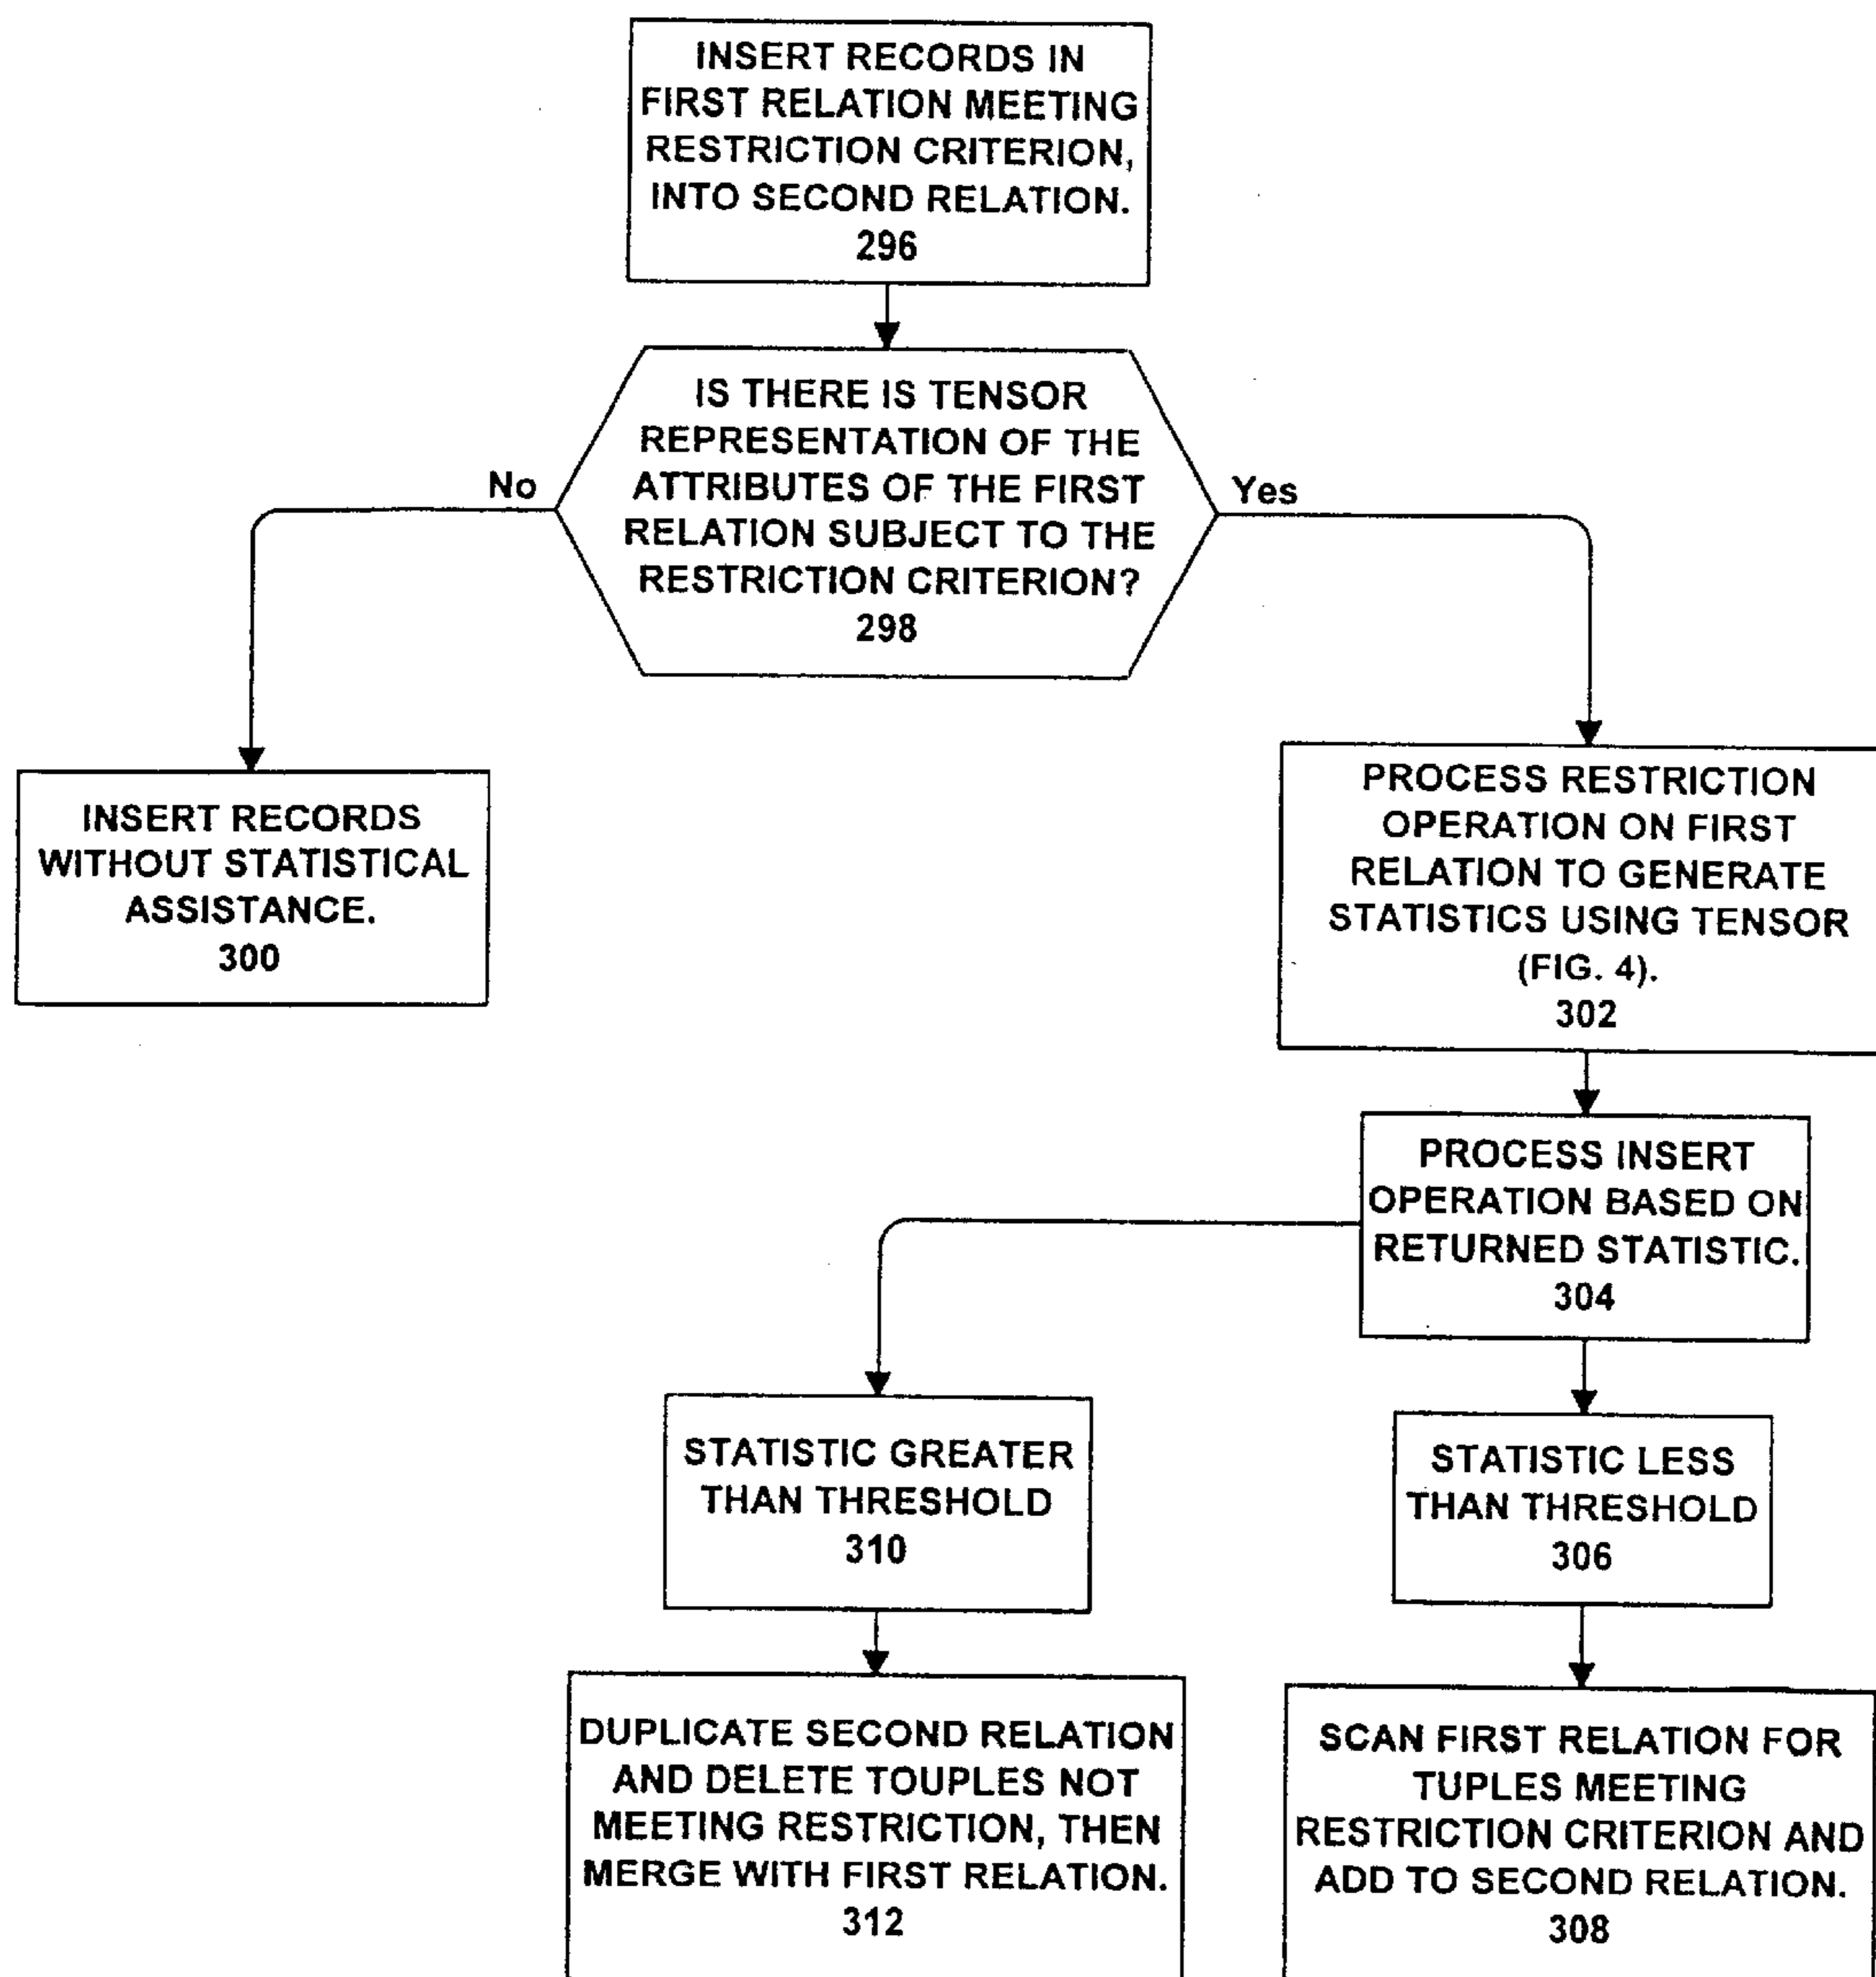 INSERT RECORDS IN
FIRST RELATION MEETING
RESTRICTION CRITERION,
INTO SECOND RELATION.
296
IS THERE IS TENSOR
REPRESENTATION OF THE
ATTRIBUTES OF THE FIRST
RELATION SUBJECT TO THE
RESTRICTION CRITERION?
298
No
Yes
INSERT RECORDS
WITHOUT STATISTICAL
ASSISTANCE.
300
PROCESS RESTRICTION
OPERATION ON FIRST
RELATION TO GENERATE
STATISTICS USING TENSOR
(FIG. 4).
302
PROCESS INSERT
OPERATION BASED ON
RETURNED STATISTIC.
304
STATISTIC GREATER
THAN THRESHOLD
310
STATISTIC LESS
THAN THRESHOLD
306
DUPLICATE SECOND RELATION
AND DELETE TOUPLES NOT
MEETING RESTRICTION, THEN
MERGE WITH FIRST RELATION.
312
SCAN FIRST RELATION FOR
TUPLES MEETING
RESTRICTION CRITERION AND
ADD TO SECOND RELATION.
308